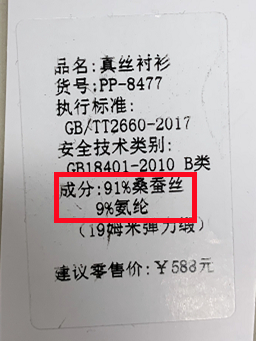 品名:真丝衬衫
货号:PP-8477
执行标准:
GB/TT2660-2017
安全技术类别:
GB18401-2010 B类
成分:91%桑蚕丝
9%氨纶
(19姆米弹力缎)
建议零售价:¥588元